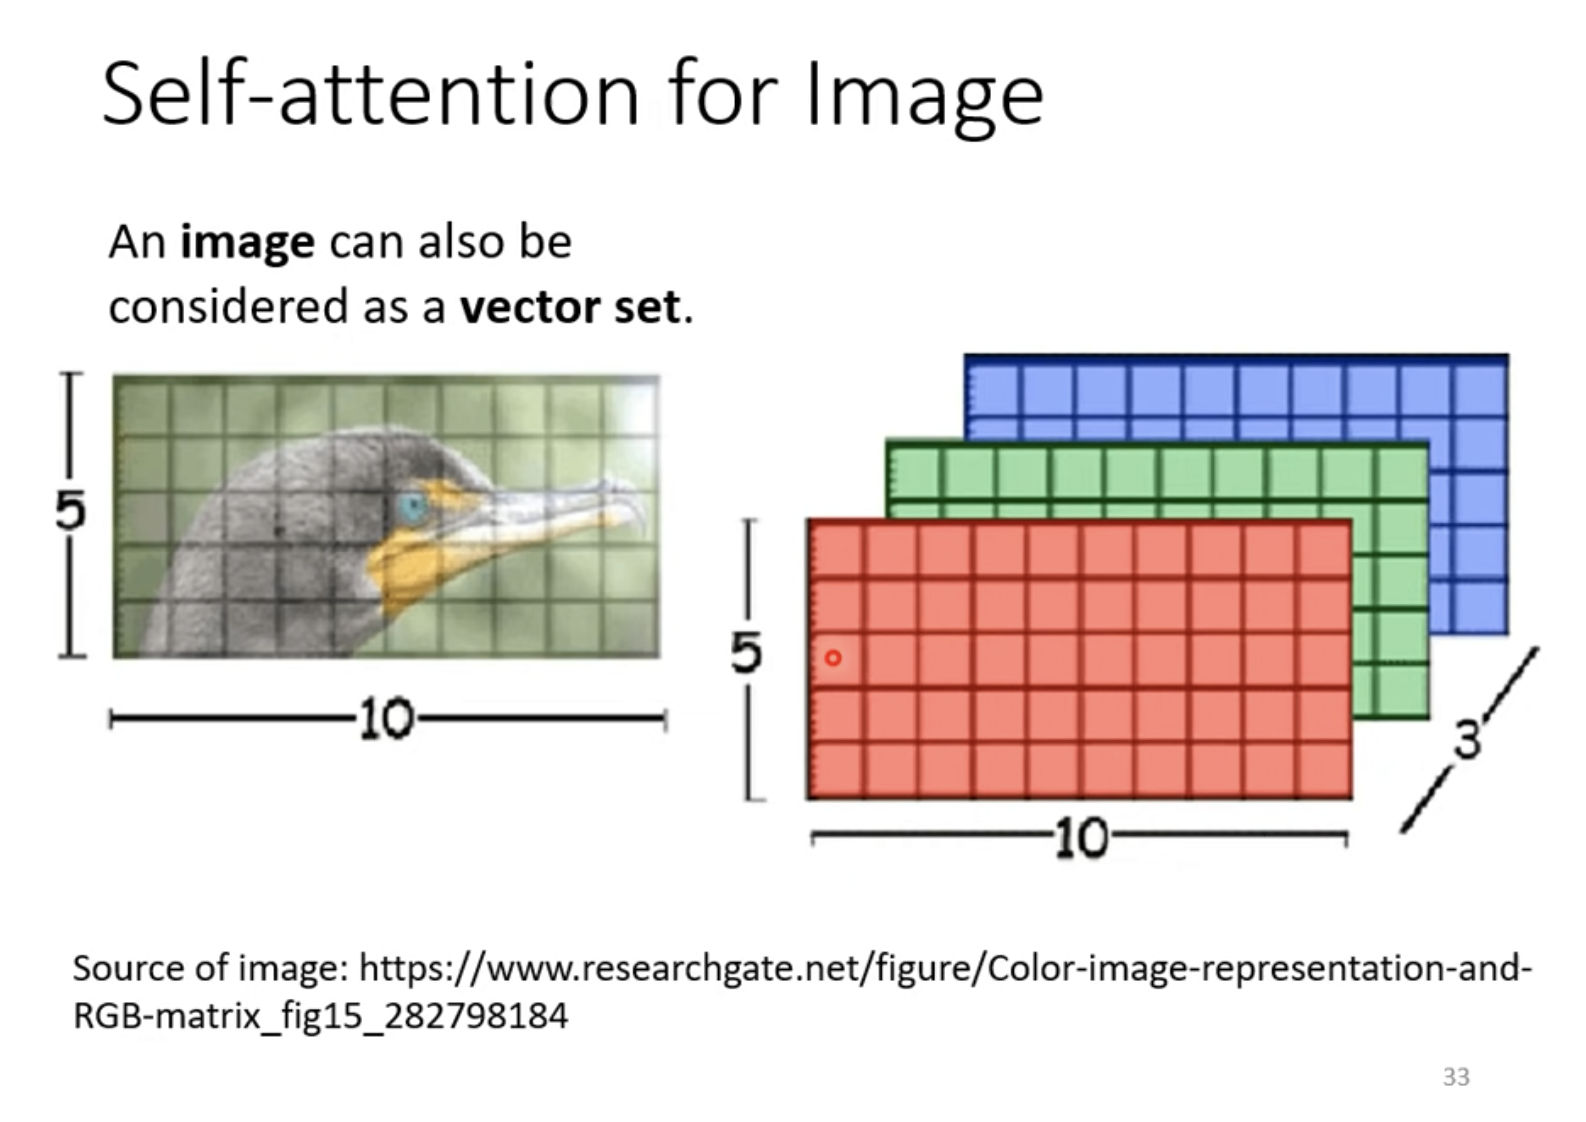 Self-attention for Image
An image can also be
considered as a vector set.
5
10
5
10
3
Source of image: https://www.researchgate.net/figure/Color-image-representation-and-
RGB-matrix_fig15_282798184
33